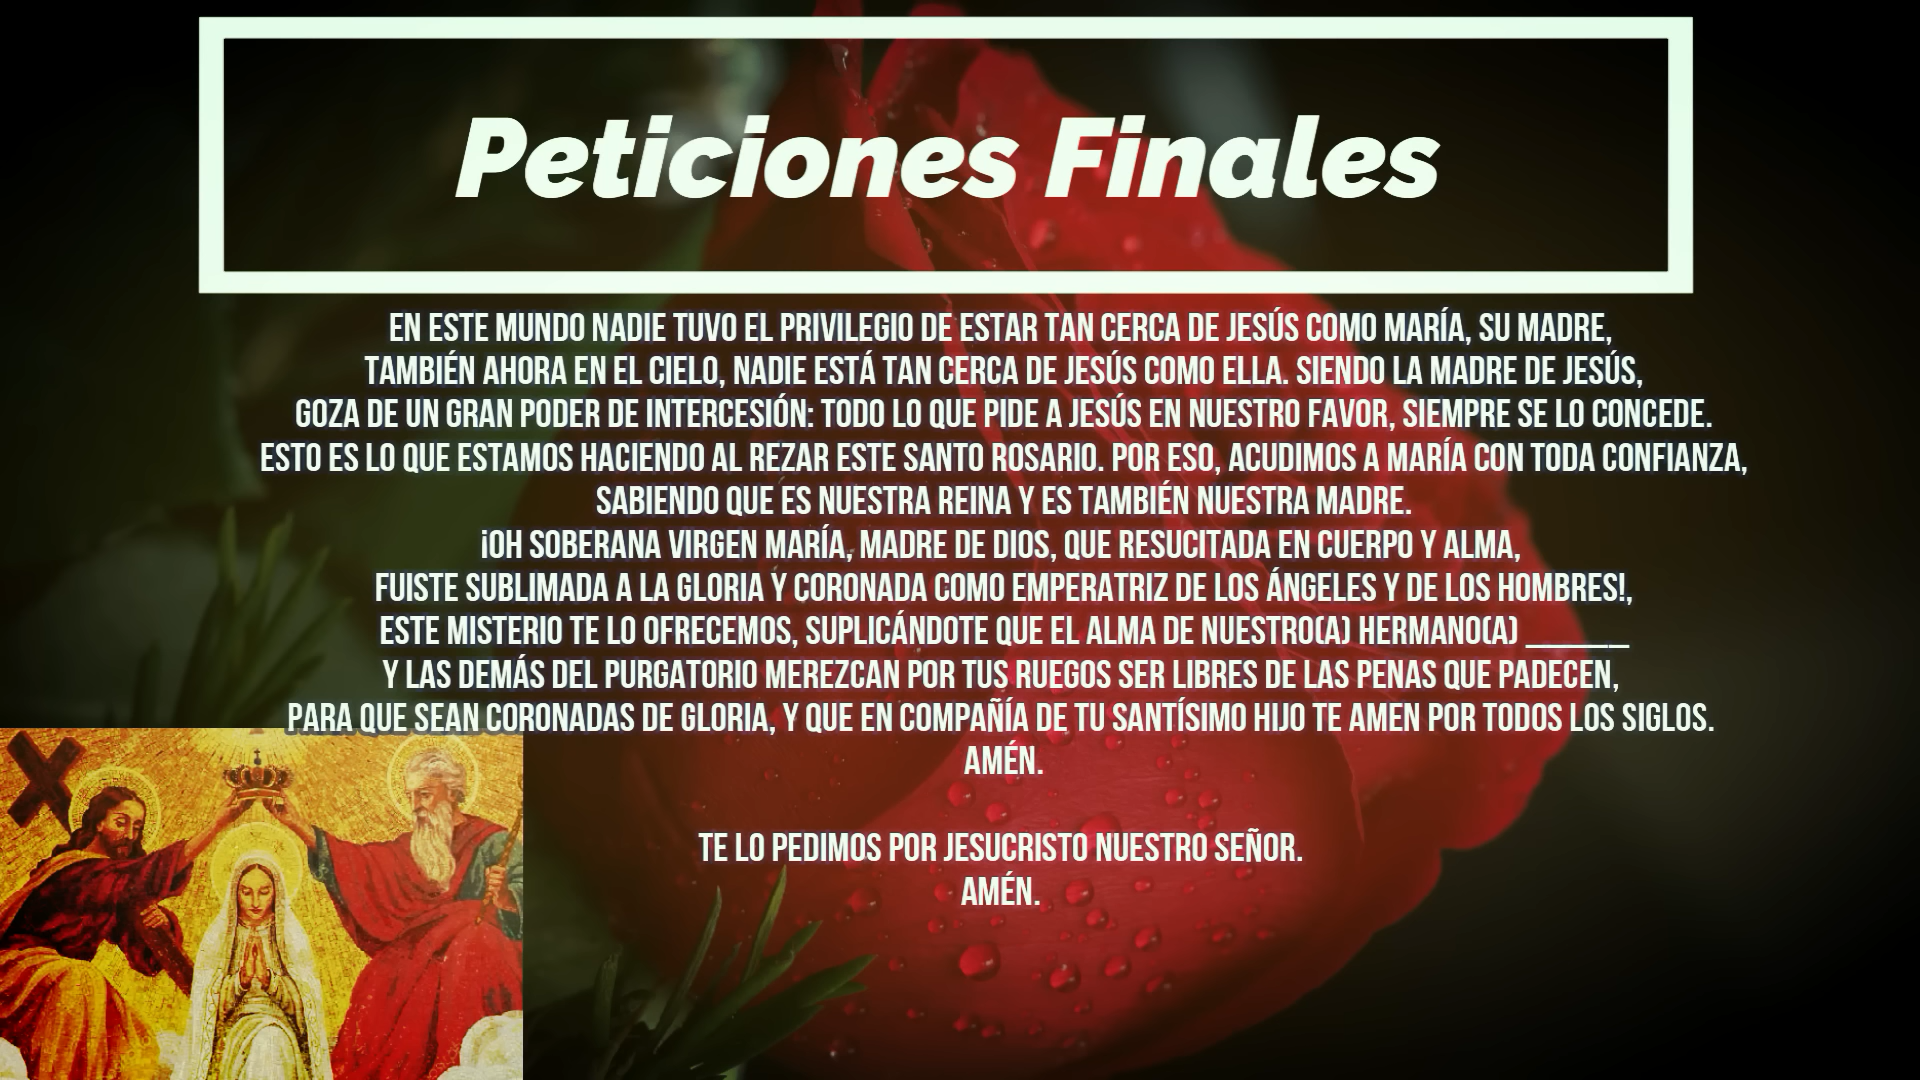 Peticiones Finales
EN ESTE MUNDO NADIE TUVO EL PRIVILEGIO DE ESTAR TAN CERCA DE JESÚS COMO MARÍA, SU MADRE,
TAMBIÉN AHORA EN EL CIELO, NADIE ESTÁ TAN CERCA DE JESÚS COMO ELLA. SIENDO LA MADRE DE JESÚS,
GOZA DE UN GRAN PODER DE INTERCESIÓN: TODO LO QUE PIDE A JESÚS EN NUESTRO FAVOR, SIEMPRE SE LO CONCEDE.
ESTO ES LO QUE ESTAMOS HACIENDO AL REZAR ESTE SANTO ROSARIO. POR ESO, ACUDIMOS A MARÍA CON TODA CONFIANZA,
SABIENDO QUE ES NUESTRA REINA Y ES TAMBIÉN NUESTRA MADRE.
¡OH SOBERANA VIRGEN MARÍA, MADRE DE DIOS, QUE RESUCITADA EN CUERPO Y ALMA,
FUISTE SUBLIMADA A LA GLORIA Y CORONADA COMO EMPERATRIZ DE LOS ÁNGELES Y DE LOS HOMBRES!,
ESTE MISTERIO TE LO OFRECEMOS, SUPLICÁNDOTE QUE EL ALMA DE NUESTRO(A) HERMANO(A) ______
Y LAS DEMÁS DEL PURGATORIO MEREZCAN POR TUS RUEGOS SER LIBRES DE LAS PENAS QUE PADECEN,
PARA QUE SEAN CORONADAS DE GLORIA, Y QUE EN COMPAÑÍA DE TU SANTÍSIMO HIJO TE AMEN POR TODOS LOS SIGLOS.
AMÉN.
TE LO PEDIMOS POR JESUCRISTO NUESTRO SEÑOR.
AMÉN.